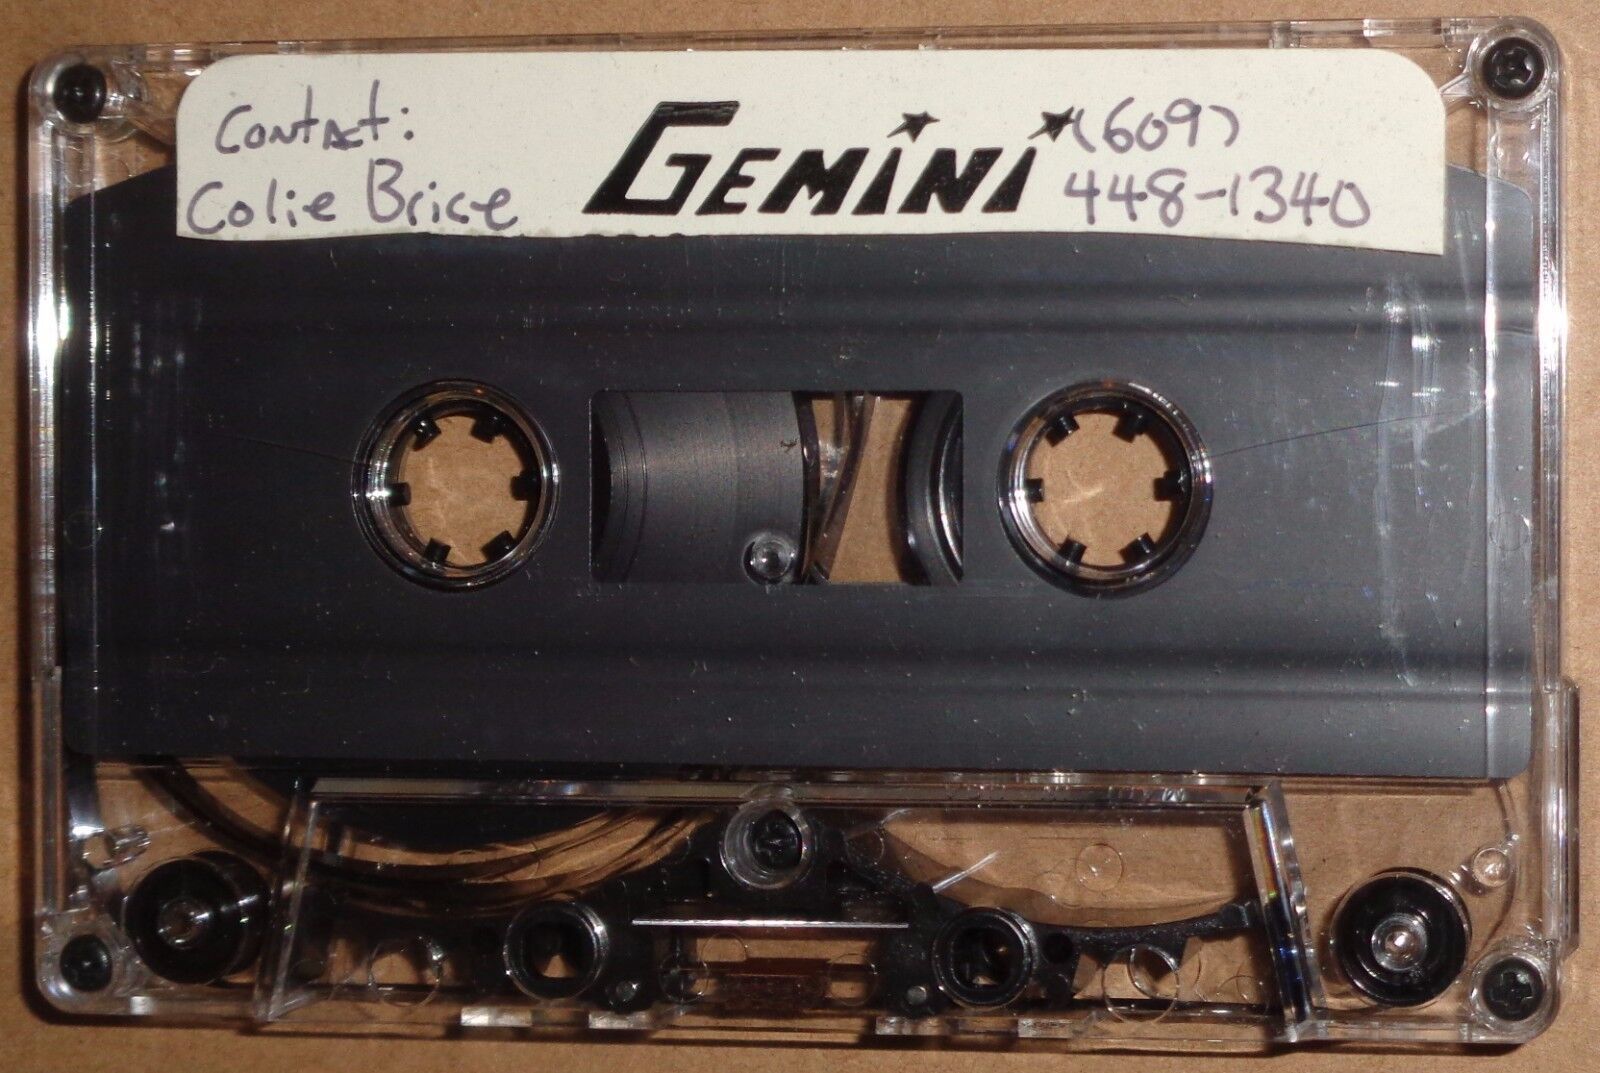 Contact:
Colie Brice
GEMINI
(609)
448-1340